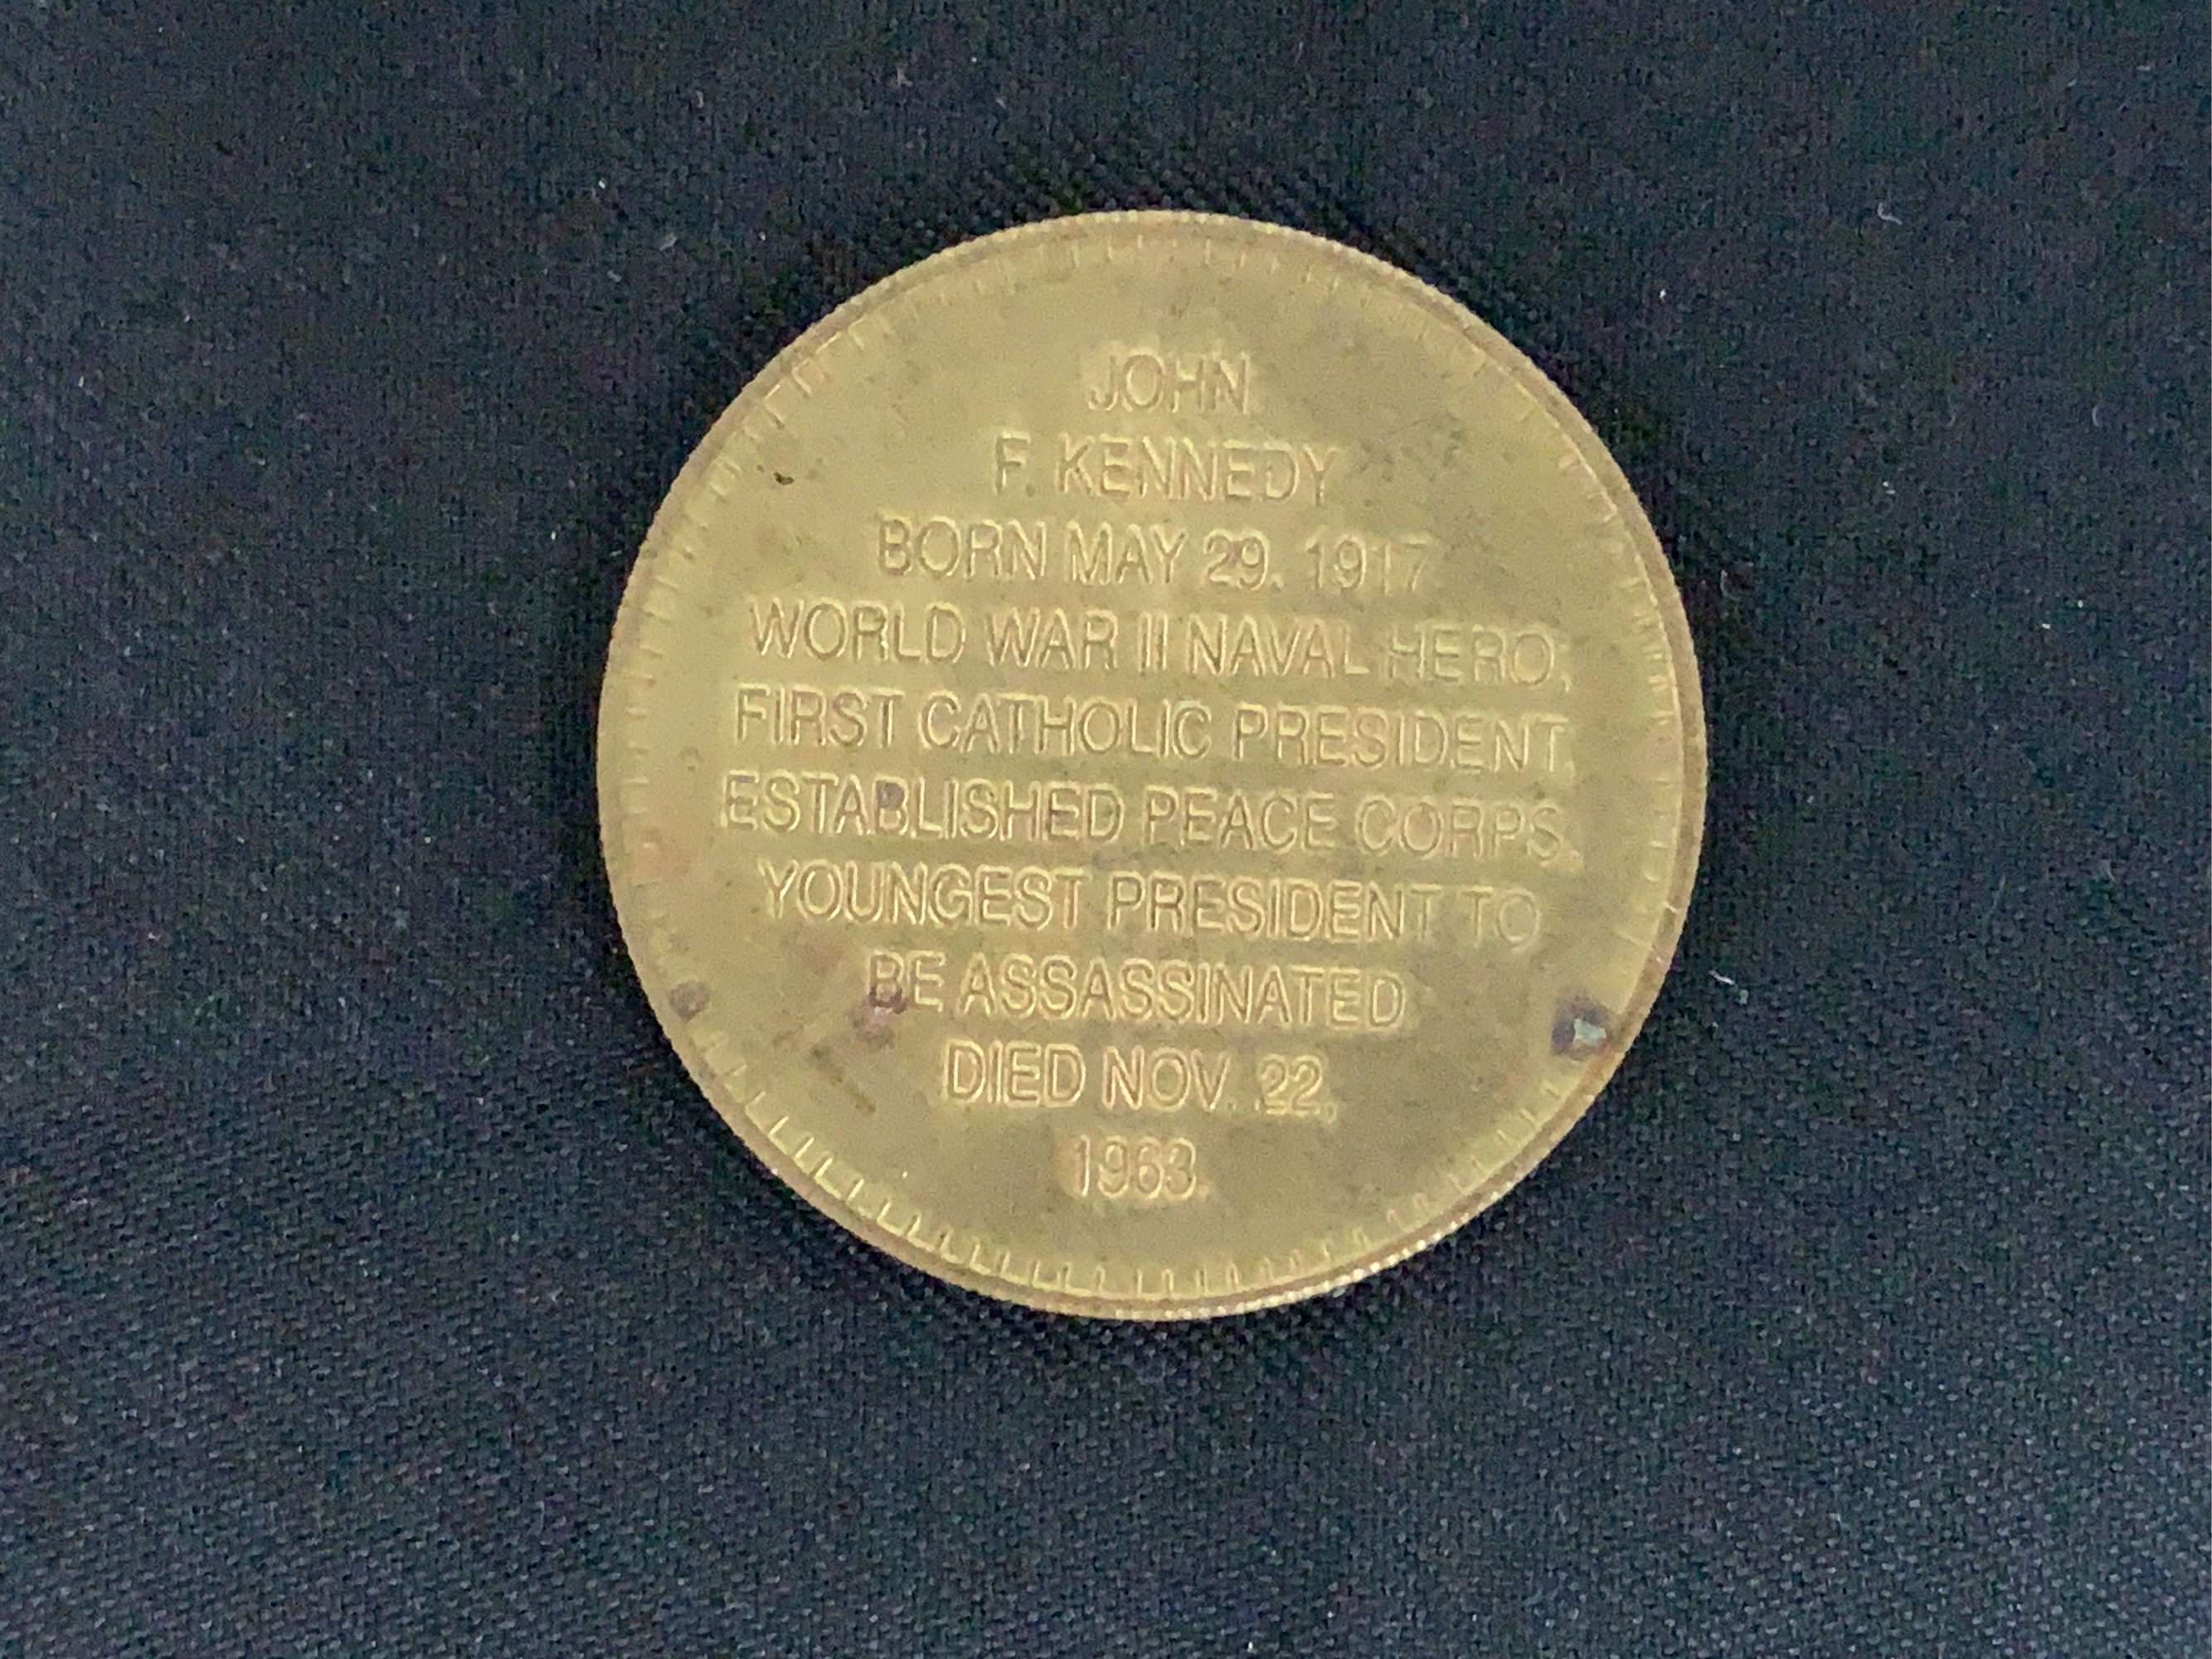 JOHN
F. KENNEDY
BORN MAY 29, 1917
WORLD WAR II NAVAL HERO,
FIRST CATHOLIC PRESIDENT,
ESTABLISHED PEACE CORPS.
YOUNGEST PRESIDENT TO
BE ASSASSINATED
DIED NOV. 22,
1963.